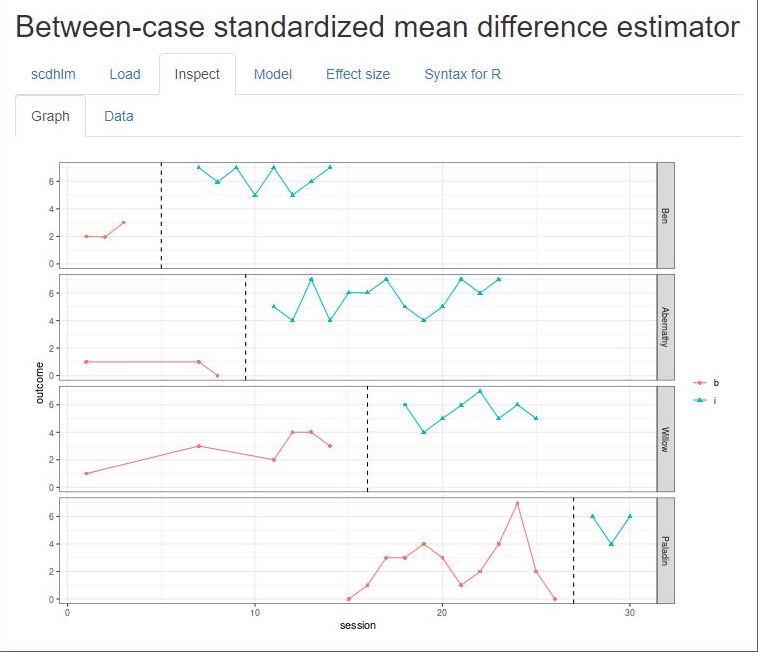 Between-case standardized mean difference estimator
scdhlm Load Inspect Model Effect size Syntax for R
Graph Data
6
4
2
0
Ben
6
4
2
0
Abernathy
outcome
b
i
6
4
2
0
Willow
6
4
2
0
Paladin
0 10 20 30
session